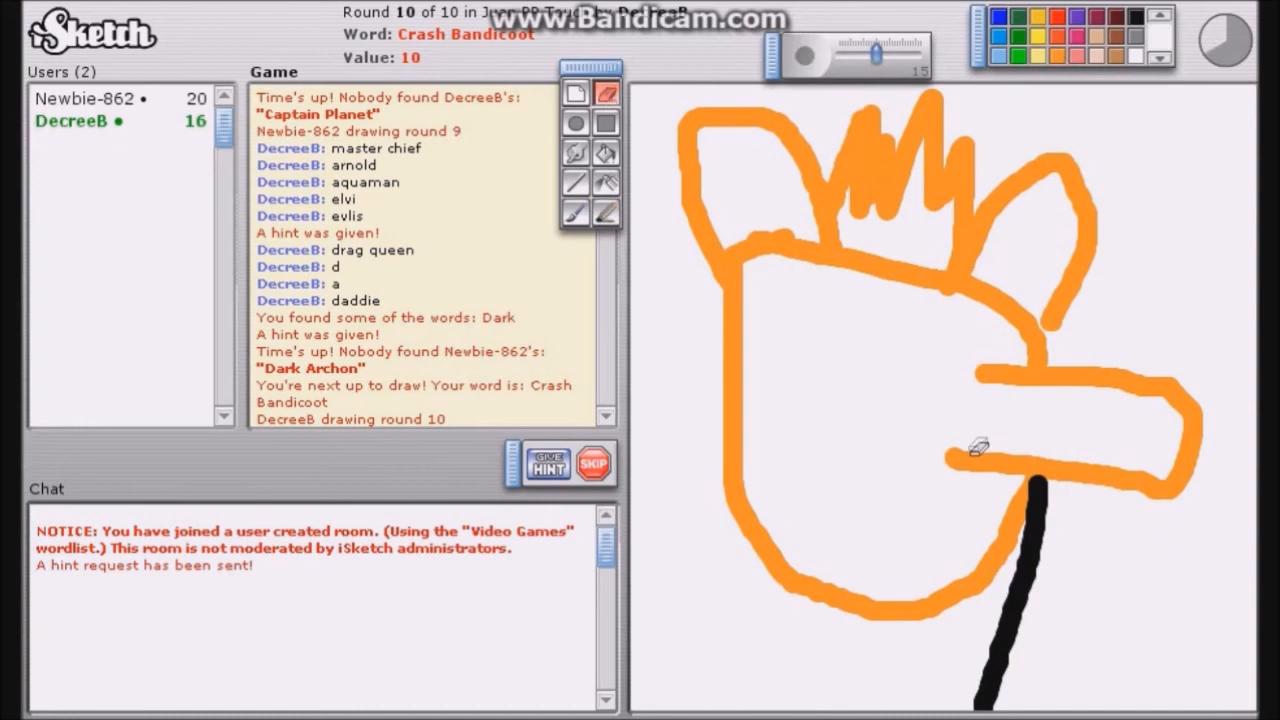 iSketch
Round 10 of 10 in
by DecreeB
www.Bandicam.com
Word: Crash Bandicoot
Value: 10
15
Users (2)
Newbie-862 • 20
DecreeB • 16
Game
Time's up! Nobody found DecreeB's:
"Captain Planet"
Newbie-862 drawing round 9
DecreeB: master chief
DecreeB: arnold
DecreeB: aquaman
DecreeB: elvi
DecreeB: evlis
A hint was given!
DecreeB: drag queen
DecreeB: d
DecreeB: a
DecreeB: daddie
You found some of the words: Dark
A hint was given!
Time's up! Nobody found Newbie-862's:
"Dark Archon"
You're next up to draw! Your word is: Crash
Bandicoot
DecreeB drawing round 10
GIVE
HINT
SKIP
Chat
NOTICE: You have joined a user created room. (Using the "Video Games"
wordlist.) This room is not moderated by iSketch administrators.
A hint request has been sent!